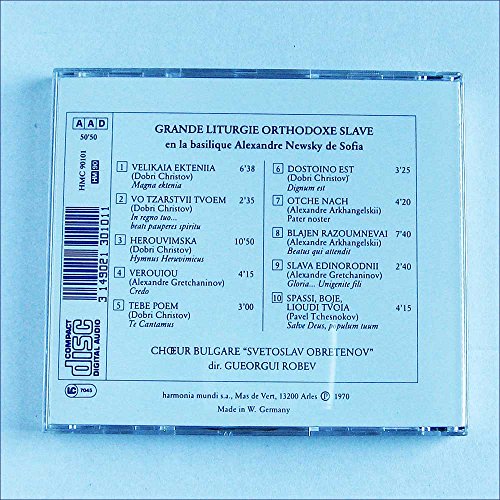 AAD
50'50
HMC 90101
HM 90
3 149021 301011
COMPACT
disc
DIGITAL AUDIO
LC 7045
GRANDE LITURGIE ORTHODOXE SLAVE
en la basilique Alexandre Newsky de Sofia
1 VELIKAIA EKTENIIA 6'38
(Dobri Christov)
Magna ektenia
2 VO TZARSTVII TVOEM 2'35
(Dobri Christov)
In regno tuo...
beati pauperes spiritu
3 HEROUVIMSKA 10'50
(Dobri Christov)
Hymnus Heruvimicus
4 VEROUIOU 4'15
(Alexandre Gretchaninov)
Credo
5 TEBE POEM 3'00
(Dobri Christov)
Te Cantamus
6 DOSTOINO EST 3'25
(Dobri Christov)
Dignum est
7 OTCHE NACH 4'20
(Alexandre Arkhangelskii)
Pater noster
8 BLAJEN RAZOUMNEVAI 7'40
(Alexandre Arkhangelskii)
Beatus qui attendit
9 SLAVA EDINORODNII 2'40
(Alexandre Gretchaninov)
Gloria... Unigenite fili
10 SPASSI, BOJE,
LIOUDI TVOIA 4'15
(Pavel Tchesnokov)
Salve Deus, populum tuum
CHŒUR BULGARE "SVETOSLAV OBRETENOV"
dir. GUEORGUI ROBEV
harmonia mundi s.a., Mas de Vert, 13200 Arles Ⓟ 1970
Made in W. Germany